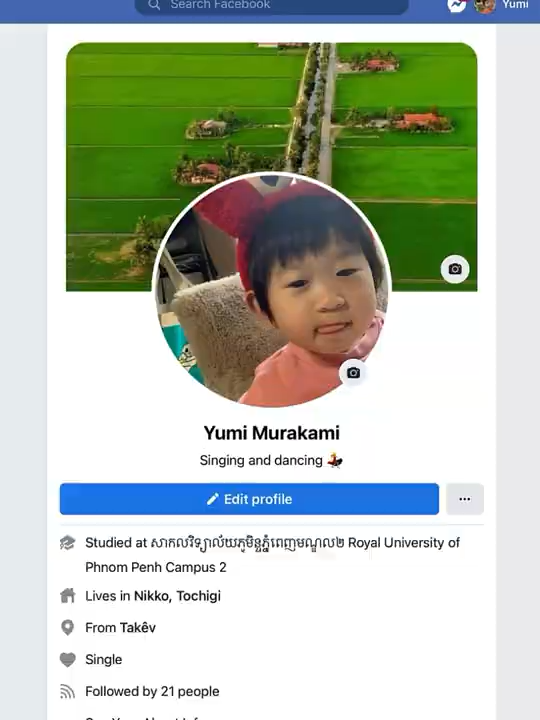 Search Facebook
Yumi
Yumi Murakami
Singing and dancing 💃
Edit profile
Studied at សាកលវិទ្យាល័យភូមិន្ទភ្នំពេញមណ្ឌល២ Royal University of
Phnom Penh Campus 2
Lives in Nikko, Tochigi
From Takêv
Single
Followed by 21 people